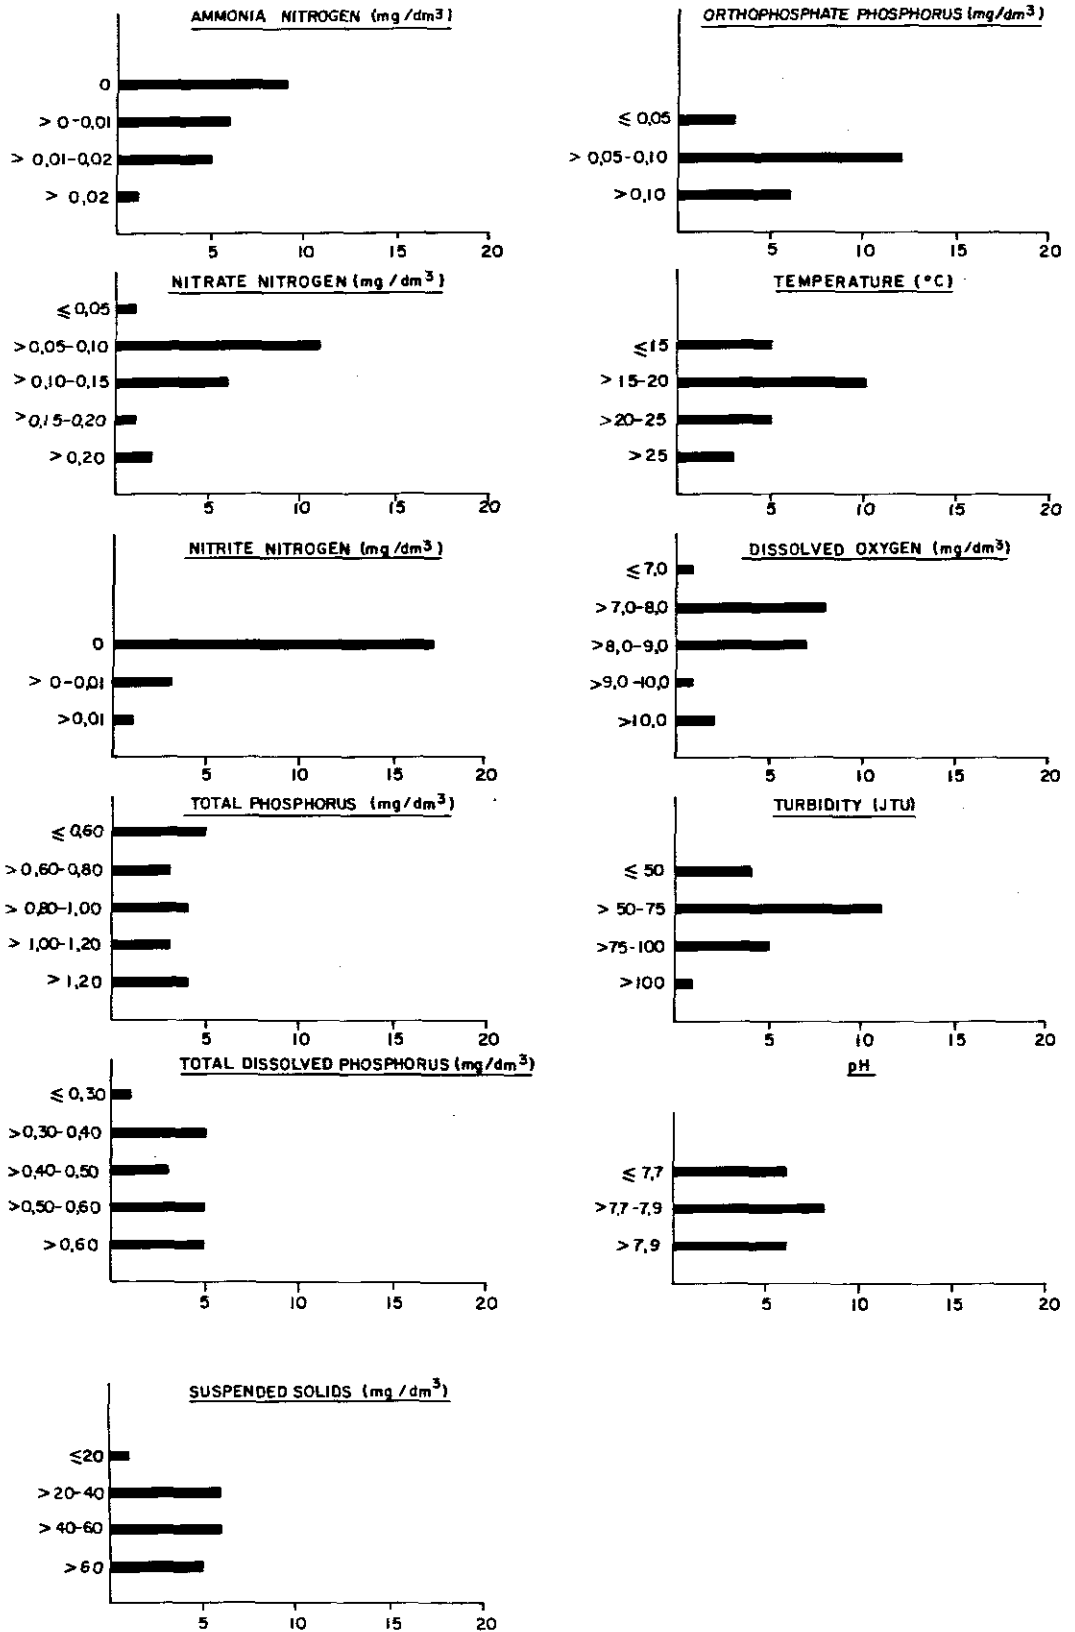 AMMONIA NITROGEN (mg/dm3)
0
> 0-0,01
> 0,01-0,02
> 0,02
5 10 15 20
NITRATE NITROGEN (mg/dm3)
≤ 0,05
>0,05-0,10
>0,10-0,15
>0,15-0,20
>0,20
5 10 15 20
NITRITE NITROGEN (mg/dm3)
0
> 0-0,01
>0,01
5 10 15 20
TOTAL PHOSPHORUS (mg/dm3)
≤ 0,60
>0,60-0,80
> 0,80-1,00
> 1,00-1,20
> 1,20
5 10 15 20
TOTAL DISSOLVED PHOSPHORUS (mg/dm3)
≤ 0,30
>0,30-0,40
>0,40-0,50
>0,50-0,60
>0,60
5 10 15 20
SUSPENDED SOLIDS (mg/dm3)
≤20
>20-40
>40-60
>60
5 10 15 20
ORTHOPHOSPHATE PHOSPHORUS (mg/dm3)
≤ 0,05
> 0,05-0,10
>0,10
5 10 15 20
TEMPERATURE (°C)
≤15
> 15-20
>20-25
>25
5 10 15 20
DISSOLVED OXYGEN (mg/dm3)
≤ 7,0
>7,0-8,0
>8,0-9,0
>9,0-10,0
>10,0
5 10 15 20
TURBIDITY (JTU)
≤ 50
> 50-75
>75-100
>100
5 10 15 20
pH
≤ 7,7
>7,7-7,9
> 7,9
5 10 15 20